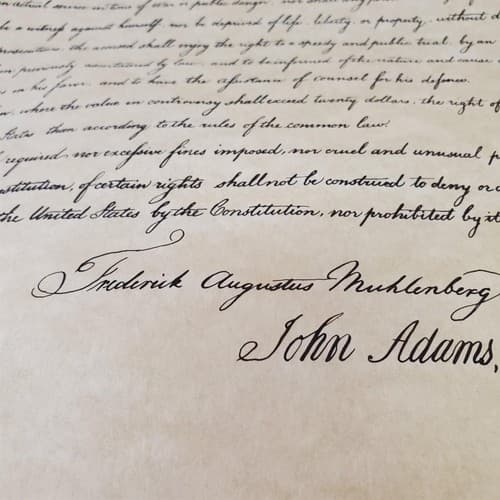 in actual service in time of War or public danger, nor shall any
be a witness against himself, nor be deprived of life, liberty, or property, without
prosecutions, the accused shall enjoy the right to a speedy and public trial, by an
previously ascertained by law, and to be informed of the nature and cause
in his favor, and to have the assistance of counsel for his defence.
where the value in controversy shall exceed twenty dollars, the right of
States than according to the rules of the common law.
required nor excessive fines imposed, nor cruel and unusual p
nstitution, of certain rights shall not be construed to deny or d
the United States by the Constitution, nor prohibited by it
Frederick Augustus Muhlenberg
John Adams,